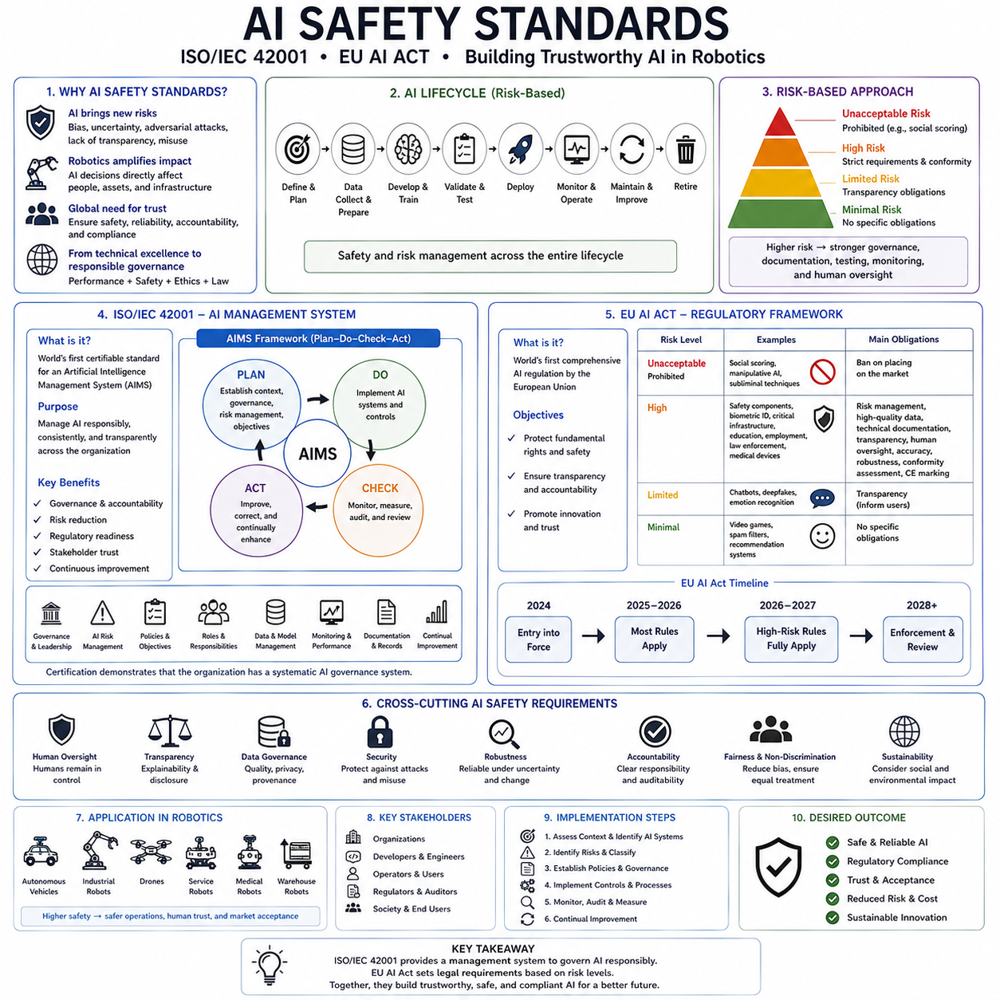 AI SAFETY STANDARDS
ISO/IEC 42001 • EU AI ACT • Building Trustworthy AI in Robotics
1. WHY AI SAFETY STANDARDS?
AI brings new risks
Bias, uncertainty, adversarial attacks,
lack of transparency, misuse
Robotics amplifies impact
AI decisions directly affect
people, assets, and infrastructure
Global need for trust
Ensure safety, reliability, accountability,
and compliance
From technical excellence to
responsible governance
Performance + Safety + Ethics + Law
2. AI LIFECYCLE (Risk-Based)
Define &
Plan
Data
Collect &
Prepare
Develop &
Train
Validate &
Test
Deploy
Monitor &
Operate
Maintain &
Improve
Retire
Safety and risk management across the entire lifecycle
3. RISK-BASED APPROACH
Unacceptable Risk
Prohibited (e.g., social scoring)
High Risk
Strict requirements & conformity
Limited Risk
Transparency obligations
Minimal Risk
No specific obligations
Higher risk → stronger governance,
documentation, testing, monitoring,
and human oversight
4. ISO/IEC 42001 – AI MANAGEMENT SYSTEM
What is it?
World's first certifiable standard
for an Artificial Intelligence
Management System (AIMS)
Purpose
Manage AI responsibly,
consistently, and transparently
across the organization
Key Benefits
✓ Governance & accountability
✓ Risk reduction
✓ Regulatory readiness
✓ Stakeholder trust
✓ Continuous improvement
AIMS Framework (Plan–Do–Check–Act)
PLAN
Establish context,
governance,
risk management,
objectives
DO
Implement AI
systems and
controls
AIMS
ACT
Improve,
correct, and
continually
enhance
CHECK
Monitor, measure,
audit, and review
Governance
& Leadership
AI Risk
Management
Policies &
Objectives
Roles &
Responsibilities
Data & Model
Management
Monitoring &
Performance
Documentation
& Records
Continual
Improvement
Certification demonstrates that the organization has a systematic AI governance system.
5. EU AI ACT – REGULATORY FRAMEWORK
What is it?
World's first comprehensive
AI regulation by the
European Union
Objectives
✓ Protect fundamental
rights and safety
✓ Ensure transparency
and accountability
✓ Promote innovation
and trust
Risk Level
Examples
Main Obligations
Unacceptable
Prohibited
Social scoring,
manipulative AI,
subliminal techniques
Ban on placing
on the market
High
Safety components,
biometric ID, critical
infrastructure,
education, employment,
law enforcement,
medical devices
Risk management,
high-quality data,
technical documentation,
transparency, human
oversight, accuracy,
robustness, conformity
assessment, CE marking
Limited
Chatbots, deepfakes,
emotion recognition
Transparency
(Inform users)
Minimal
Video games,
spam filters,
recommendation
systems
No specific
obligations
EU AI Act Timeline
2024
Entry into
Force
2025–2026
Most Rules
Apply
2026–2027
High-Risk Rules
Fully Apply
2028+
Enforcement &
Review
6. CROSS-CUTTING AI SAFETY REQUIREMENTS
Human Oversight
Humans remain in
control
Transparency
Explainability &
disclosure
Data Governance
Quality, privacy,
provenance
Security
Protect against attacks
and misuse
Robustness
Reliable under uncertainty
and change
Accountability
Clear responsibility
and auditability
Fairness & Non-Discrimination
Reduce bias, ensure
equal treatment
Sustainability
Consider social and
environmental impact
7. APPLICATION IN ROBOTICS
Autonomous
Vehicles
Industrial
Robots
Drones
Service
Robots
Medical
Robots
Warehouse
Robots
Higher safety → safer operations, human trust, and market acceptance
8. KEY STAKEHOLDERS
Organizations
Developers & Engineers
Operators & Users
Regulators & Auditors
Society & End Users
9. IMPLEMENTATION STEPS
1. Assess Context & Identify AI Systems
2. Identify Risks & Classify
3. Establish Policies & Governance
4. Implement Controls & Processes
5. Monitor, Audit & Measure
6. Continual Improvement
10. DESIRED OUTCOME
Safe & Reliable AI
Regulatory Compliance
Trust & Acceptance
Reduced Risk & Cost
Sustainable Innovation
KEY TAKEAWAY
ISO/IEC 42001 provides a management system to govern AI responsibly.
EU AI Act sets legal requirements based on risk levels.
Together, they build trustworthy, safe, and compliant AI for a better future.